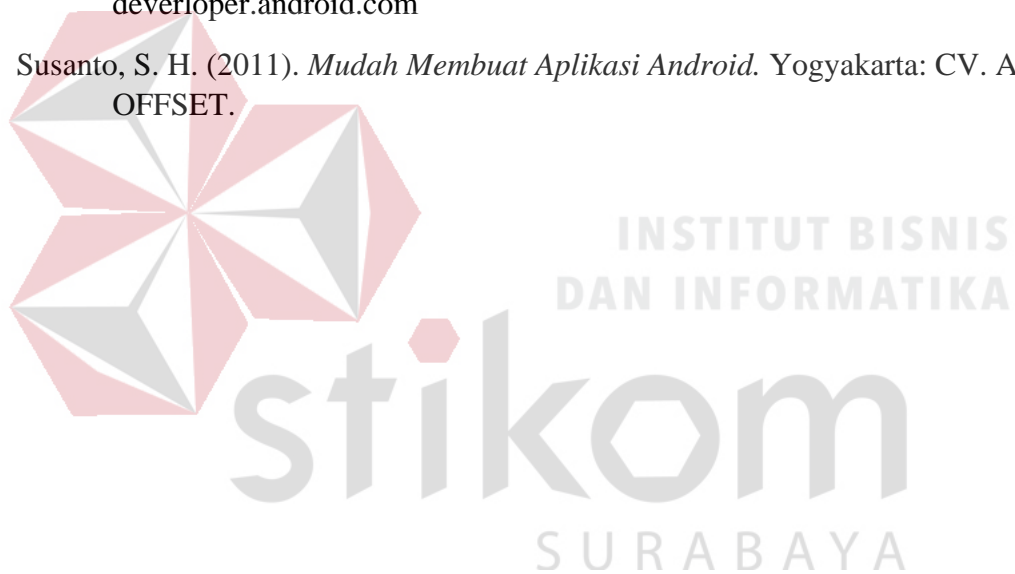 deverloper.android.com
Susanto, S. H. (2011). Mudah Membuat Aplikasi Android. Yogyakarta: CV. A
OFFSET.
INSTITUT BISNIS
DAN INFORMATIKA
stikom
SURABAYA